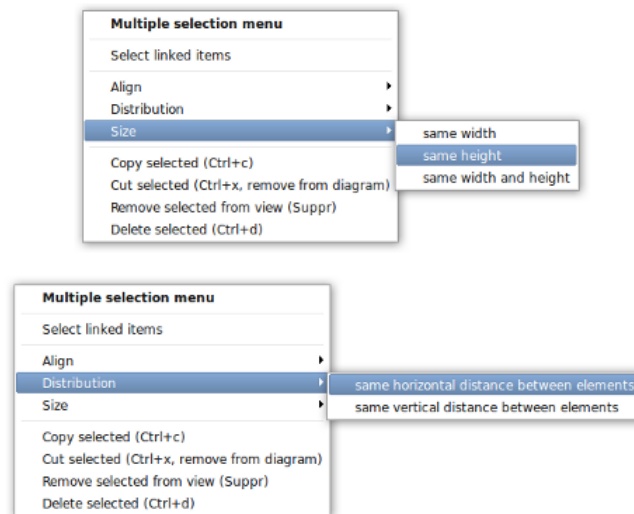 Multiple selection menu
Select linked items
Align
Distribution
Size
same width
same height
same width and height
Copy selected (Ctrl+c)
Cut selected (Ctrl+x, remove from diagram)
Remove selected from view (Suppr)
Delete selected (Ctrl+d)
Multiple selection menu
Select linked items
Align
Distribution
same horizontal distance between elements
Size
same vertical distance between elements
Copy selected (Ctrl+c)
Cut selected (Ctrl+x, remove from diagram)
Remove selected from view (Suppr)
Delete selected (Ctrl+d)